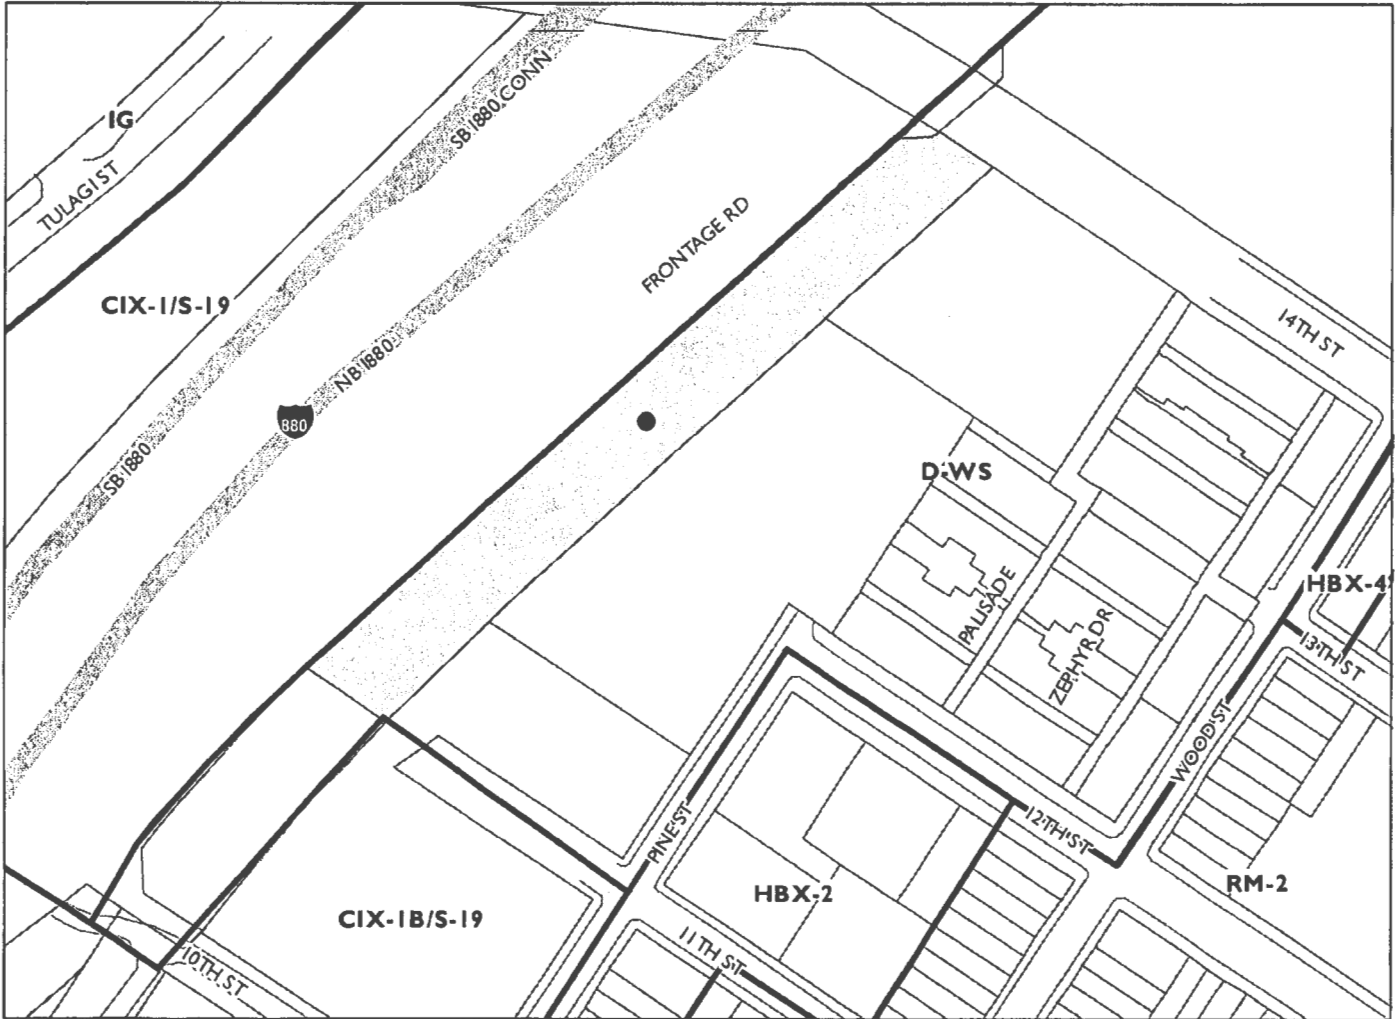 SB I880 CONN
IG
TULAGI ST
FRONTAGE RD
CIX-1/S-19
14TH ST
NB I880
880
SB I880
D-WS
HBX-4
PALISADE
ZEPHYR DR
13TH ST
WOOD ST
PINE ST
12TH ST
HBX-2
RM-2
CIX-1B/S-19
11TH ST
10TH ST